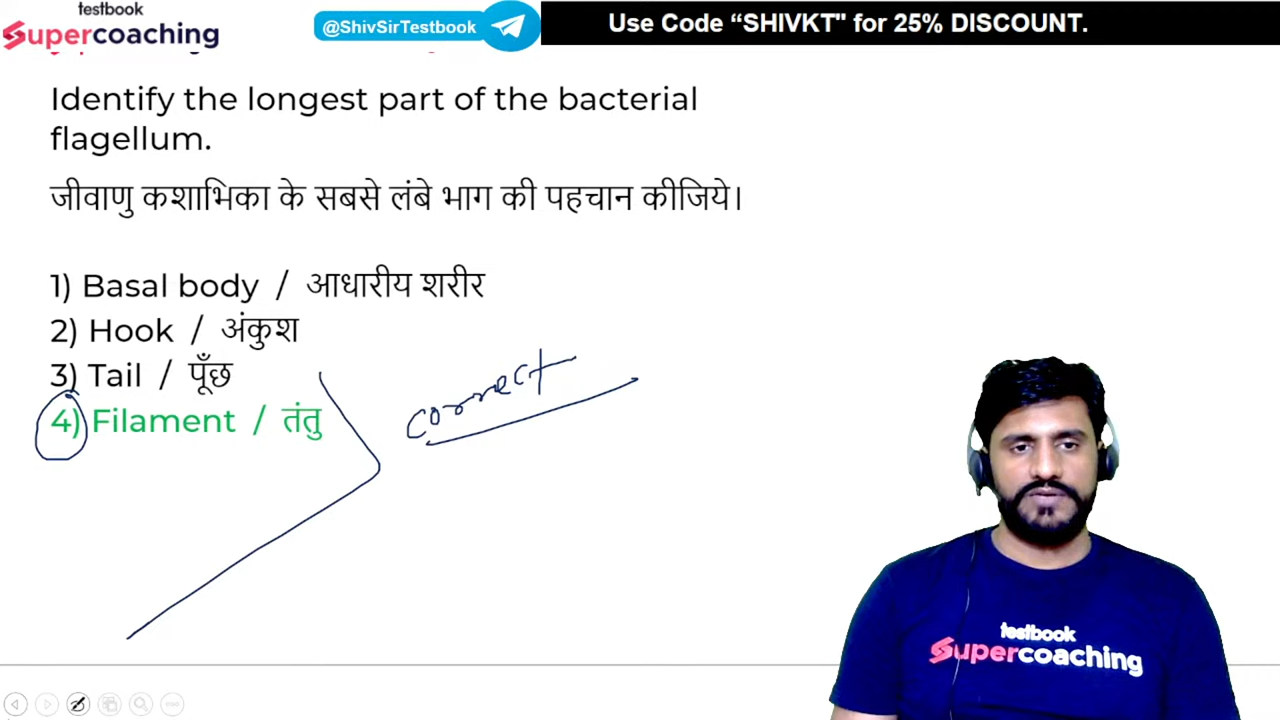 testbook
Supercoaching
@ShivSirTestbook
Use Code “SHIVKT" for 25% DISCOUNT.
Identify the longest part of the bacterial
flagellum.
जीवाणु कशाभिका के सबसे लंबे भाग की पहचान कीजिये।
1) Basal body / आधारीय शरीर
2) Hook / अंकुश
3) Tail / पूँछ
4) Filament / तंतु
correct
testbook
Supercoaching